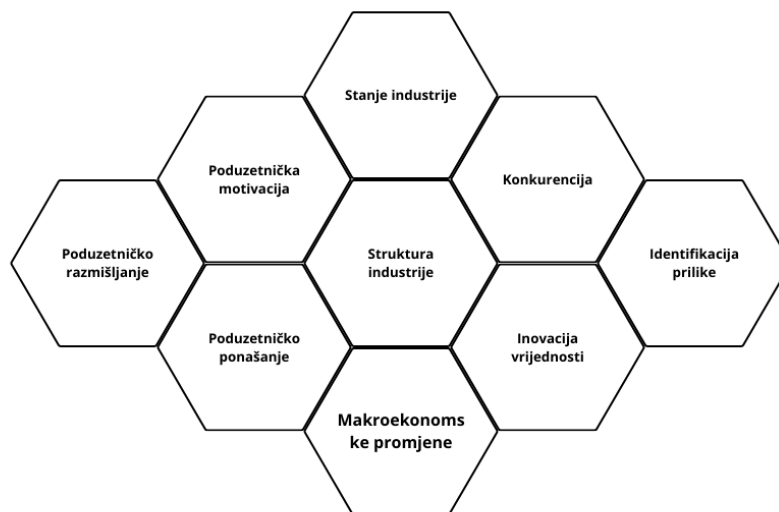 Stanje industrije
Poduzetnička
motivacija
Konkurencija
Poduzetničko
razmišljanje
Struktura
industrije
Identifikacija
prilike
Poduzetničko
ponašanje
Inovacija
vrijednosti
Makroekonoms
ke promjene